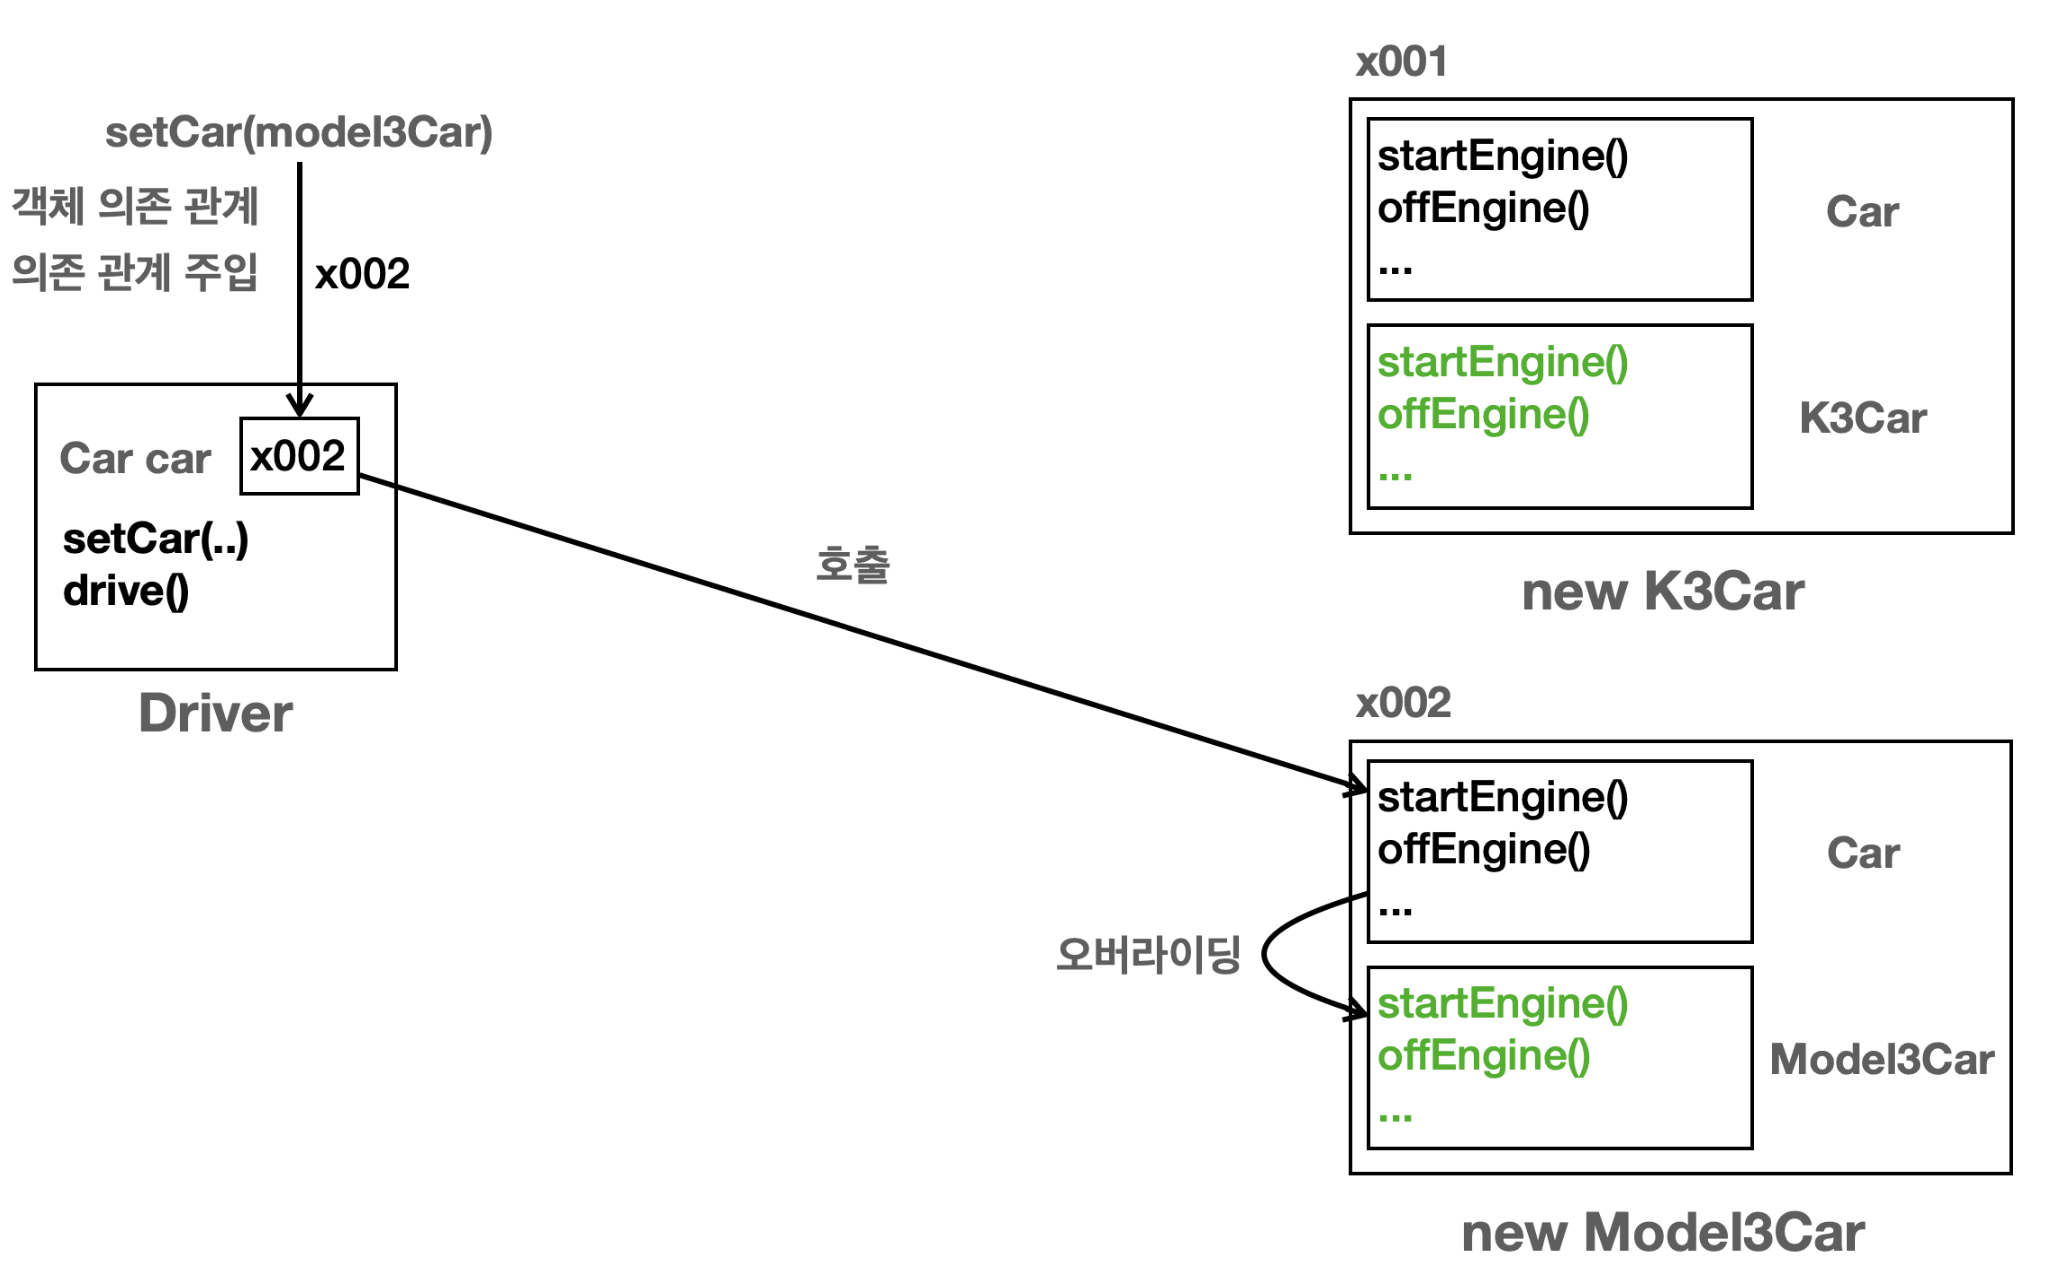 setCar(model3Car)
객체 의존 관계
의존 관계 주입
x002
Car car
x002
setCar(..)
drive()
Driver
호출
x001
startEngine()
offEngine()
...
Car
startEngine()
offEngine()
...
K3Car
new K3Car
x002
startEngine()
offEngine()
...
Car
오버라이딩
startEngine()
offEngine()
...
Model3Car
new Model3Car